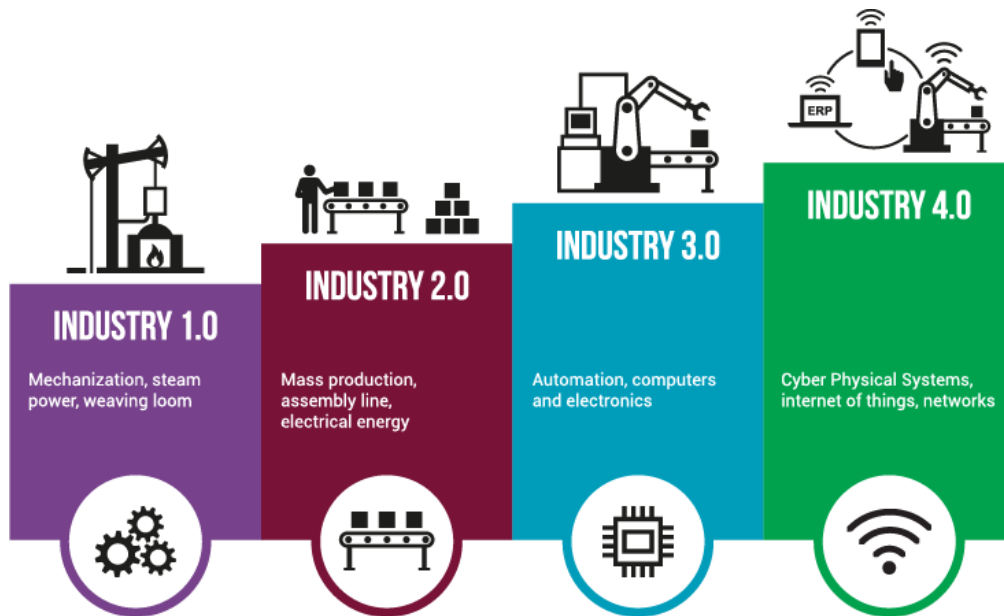 ERP
INDUSTRY 1.0
Mechanization, steam
power, weaving loom
INDUSTRY 2.0
Mass production,
assembly line,
electrical energy
INDUSTRY 3.0
Automation, computers
and electronics
INDUSTRY 4.0
Cyber Physical Systems,
internet of things, networks